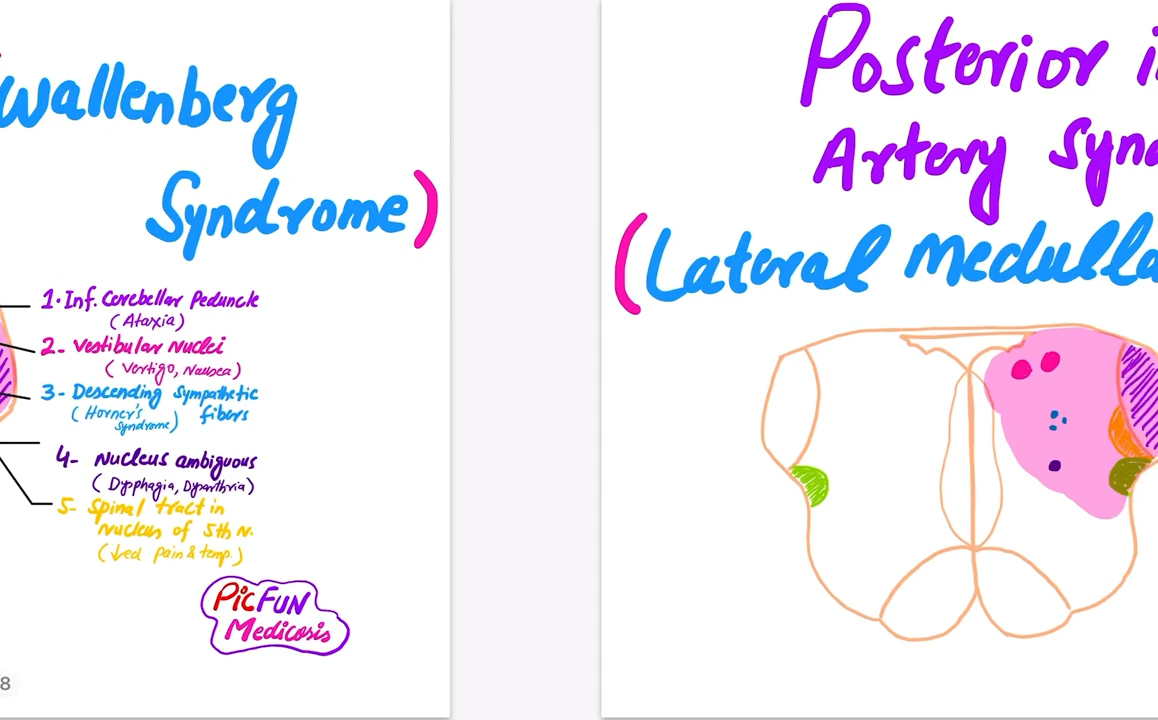 Wallenberg
Syndrome)
1. Inf. Cerebellar Peduncle
(Ataxia)
2- Vestibular Nuclei
(Vertigo, Nausea)
3- Descending Sympathetic
(Horner's fibers
Syndrome)
4- Nucleus ambiguous
(Dysphagia, Dysarthria)
5- Spinal tract in
Nucleus of 5th N.
(↓ed pain & temp.)
PicFUN
Medicosis
8
Posterior i
Artery Synd
(Lateral Medulla